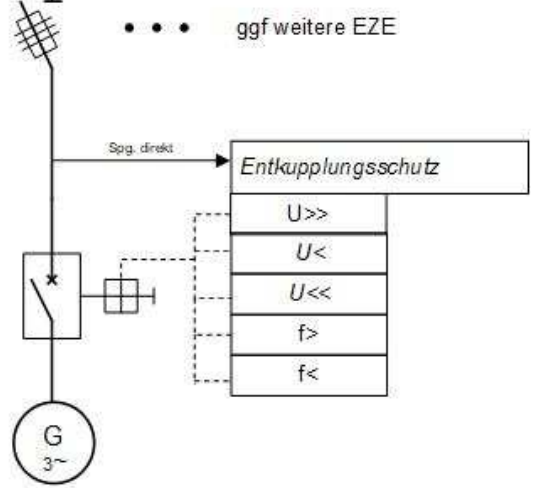 ggf weitere EZE
Spg. direkt
Entkupplungsschutz
U>>
U<
U<<
f>
f<
G
3~